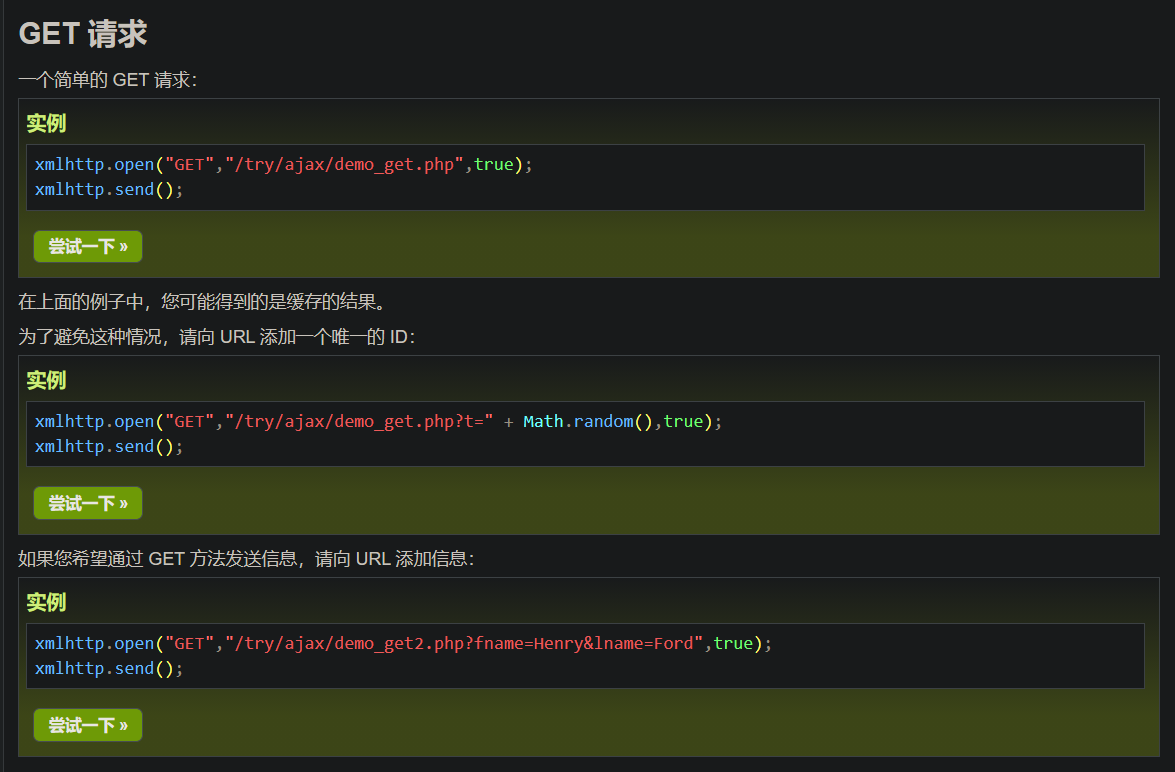 GET 请求
一个简单的 GET 请求：
实例
xmlhttp.open("GET","/try/ajax/demo_get.php",true);
xmlhttp.send();
尝试一下 »
在上面的例子中，您可能得到的是缓存的结果。
为了避免这种情况，请向 URL 添加一个唯一的 ID：
实例
xmlhttp.open("GET","/try/ajax/demo_get.php?t=" + Math.random(),true);
xmlhttp.send();
尝试一下 »
如果您希望通过 GET 方法发送信息，请向 URL 添加信息：
实例
xmlhttp.open("GET","/try/ajax/demo_get2.php?fname=Henry&lname=Ford",true);
xmlhttp.send();
尝试一下 »